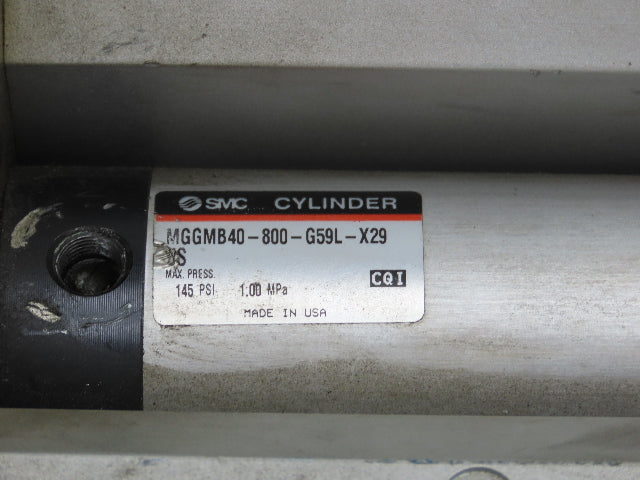 SMC CYLINDER
MGGMB40-800-G59L-X29
MAX. PRESS.
145 PSI 1.00 MPa
CQI
MADE IN USA